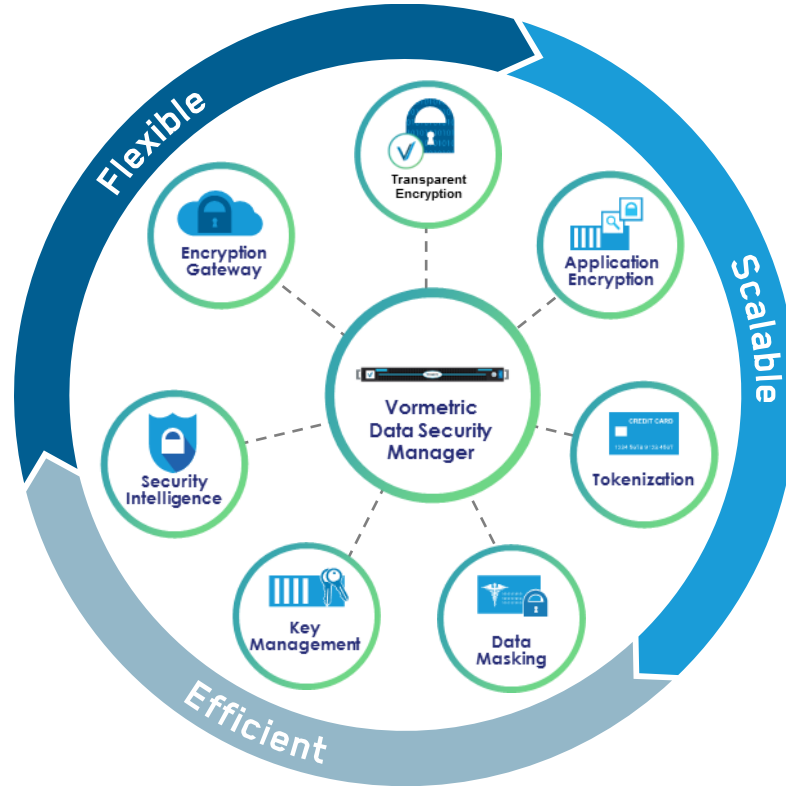 Flexible
Scalable
Efficient
Transparent
Encryption
Application
Encryption
CREDIT CARD
Tokenization
Data
Masking
Key
Management
Security
Intelligence
Encryption
Gateway
Vormetric
Data Security
Manager